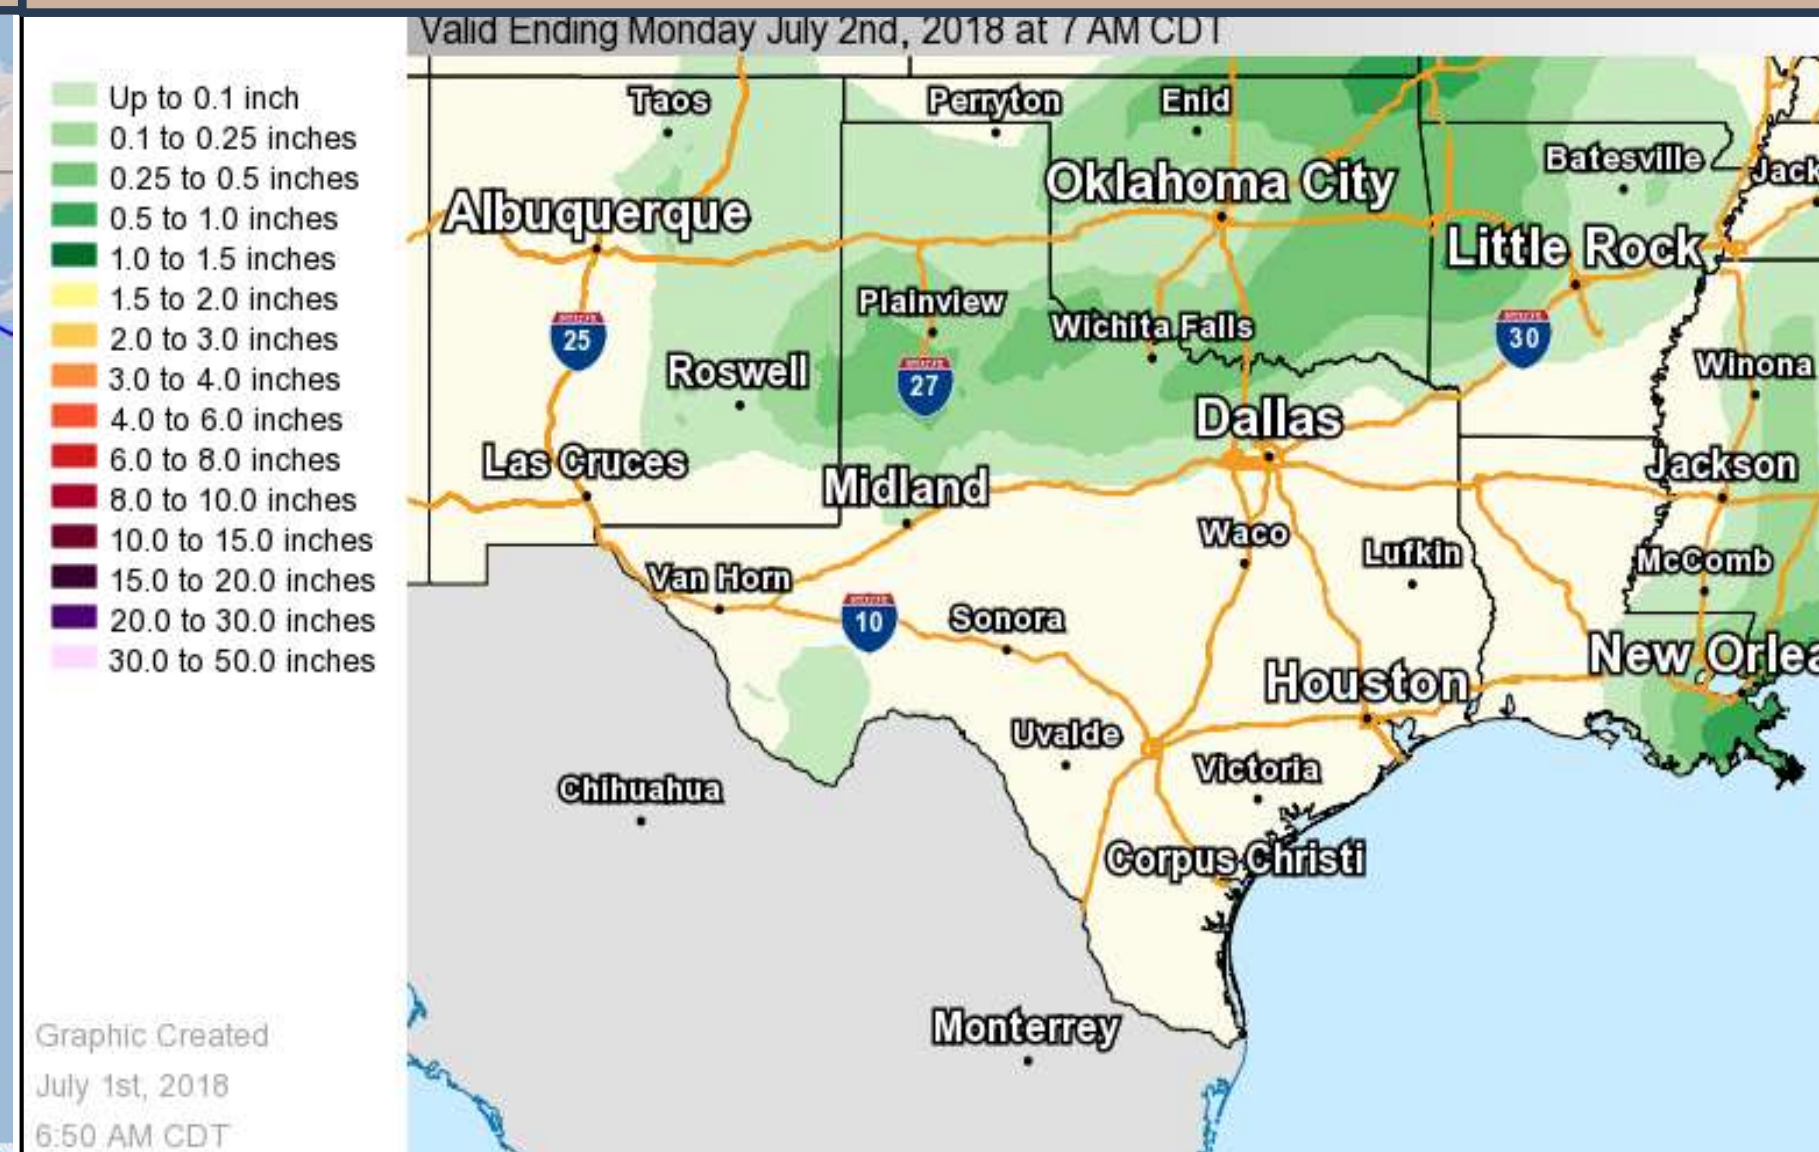 Valid Ending Monday July 2nd, 2018 at 7 AM CDT
Up to 0.1 inch
0.1 to 0.25 inches
0.25 to 0.5 inches
0.5 to 1.0 inches
1.0 to 1.5 inches
1.5 to 2.0 inches
2.0 to 3.0 inches
3.0 to 4.0 inches
4.0 to 6.0 inches
6.0 to 8.0 inches
8.0 to 10.0 inches
10.0 to 15.0 inches
15.0 to 20.0 inches
20.0 to 30.0 inches
30.0 to 50.0 inches
Graphic Created
July 1st, 2018
6:50 AM CDT
Taos
Perryton
Enid
Batesville
Jack
Oklahoma City
Albuquerque
Little Rock
Plainview
Wichita Falls
25
30
Roswell
27
Winona
Dallas
Las Cruces
Midland
Jackson
Waco
Lufkin
McComb
Van Horn
10
Sonora
New Orlea
Houston
Uvalde
Victoria
Chihuahua
Corpus Christi
Monterrey